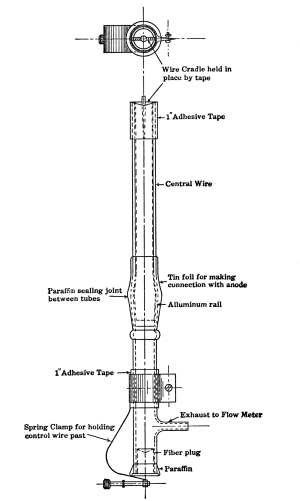 Wire Cradle held in
place by tape
1"Adhesive Tape
Central Wire
Tin foil for making
connection with anode
Paraffin sealing joint
between tubes
Alluminum rail
1"Adhesive Tape
Exhaust to Flow Meter
Spring Clamp for holding
control wire past
Fiber plug
Paraffin